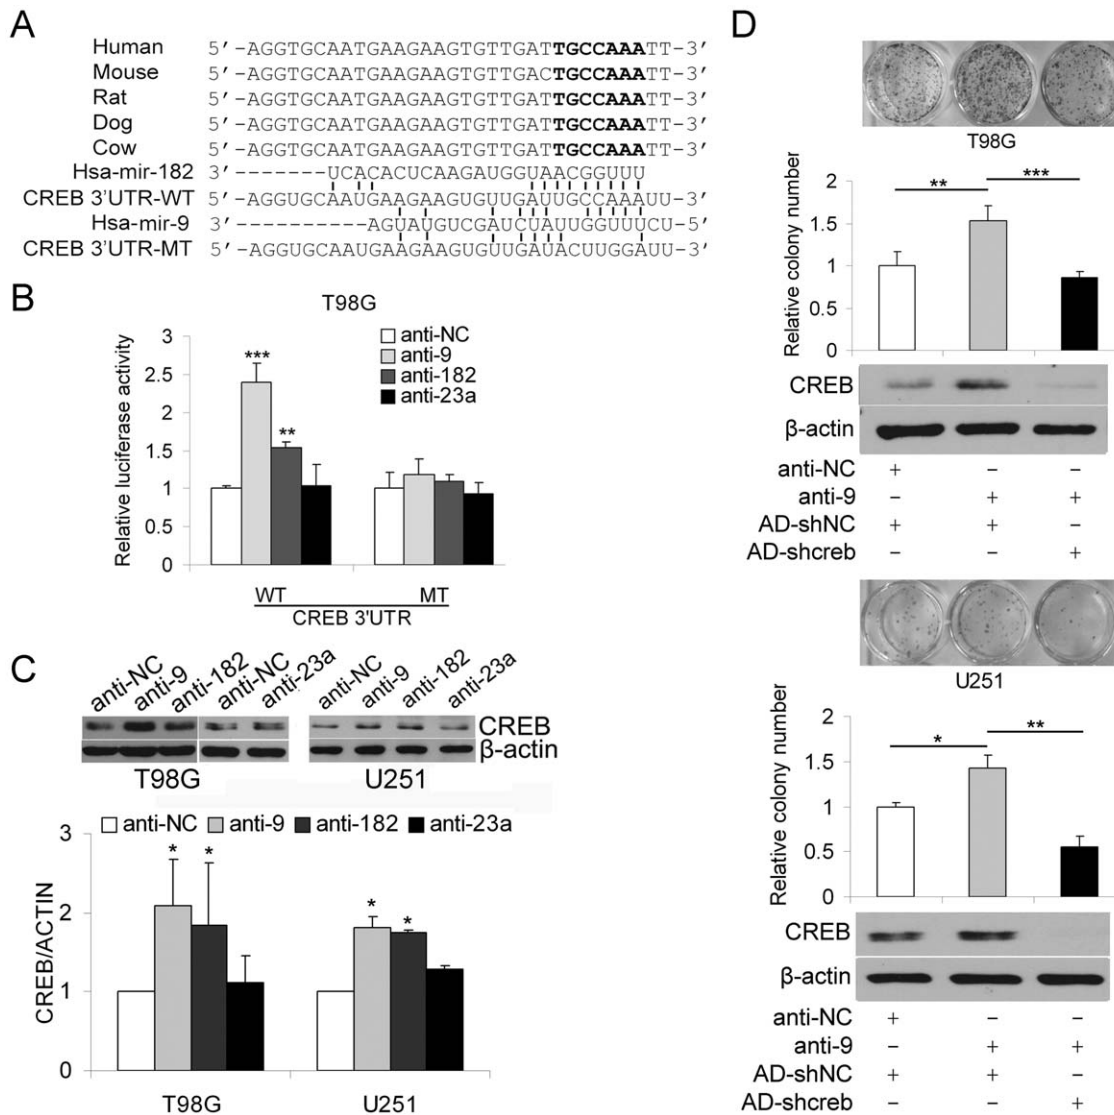 A
Human 5′-AGGTGCAATGAAGAAGTGTTGATTGCCAAATT-3′
Mouse 5′-AGGTGCAATGAAGAAGTGTTGACTGCCAAATT-3′
Rat 5′-AGGTGCAATGAAGAAGTGTTGATTGCCAAATT-3′
Dog 5′-AGGTGCAATGAAGAAGTGTTGATTGCCAAATT-3′
Cow 5′-AGGTGCAATGAAGAAGTGTTGATTGCCAAATT-3′
Hsa-mir-182 3′-------UCACACUCAAGAUGGUAACGGUUU
CREB 3'UTR-WT 5′-AGGUGCAAUGAAGAAGUGUUGAUUGCCAAAUU-3′
Hsa-mir-9 3′----------AGUAUGUCGAUCUAUUGGUUUCU-5′
CREB 3'UTR-MT 5′-AGGUGCAAUGAAGAAGUGUUGAUACUUGGAUU-3′
B
T98G
Relative luciferase activity
3
2.5
2
1.5
1
0.5
0
anti-NC
anti-9
anti-182
anti-23a
***
**
WT MT
CREB 3'UTR
C
anti-NC anti-9 anti-182 anti-NC anti-23a anti-NC anti-9 anti-182 anti-23a
CREB
β-actin
T98G U251
anti-NC anti-9 anti-182 anti-23a
CREB/ACTIN
3
2
1
0
* * * *
T98G U251
D
T98G
Relative colony number
2
1.5
1
0.5
0
** ***
CREB
β-actin
anti-NC + − −
anti-9 − + +
AD-shNC + + −
AD-shcreb − − +
U251
Relative colony number
2
1.5
1
0.5
0
* **
CREB
β-actin
anti-NC + − −
anti-9 − + +
AD-shNC + + −
AD-shcreb − − +